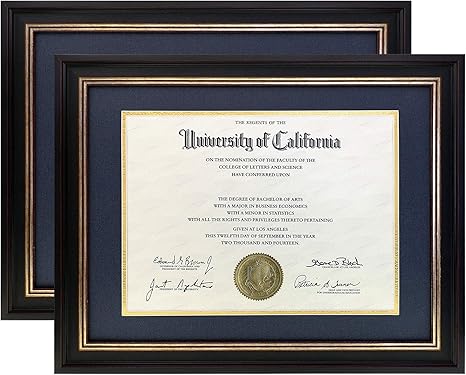 THE REGENTS OF THE
University of California
ON THE NOMINATION OF THE FACULTY OF THE
COLLEGE OF LETTERS AND SCIENCE
HAVE CONFERRED UPON
THE DEGREE OF BACHELOR OF ARTS
WITH A MAJOR IN BUSINESS ECONOMICS
WITH A MINOR IN STATISTICS
WITH ALL THE RIGHTS AND PRIVILEGES THERETO PERTAINING
GIVEN AT LOS ANGELES
THIS TWELFTH DAY OF SEPTEMBER IN THE YEAR
TWO THOUSAND AND FOURTEEN